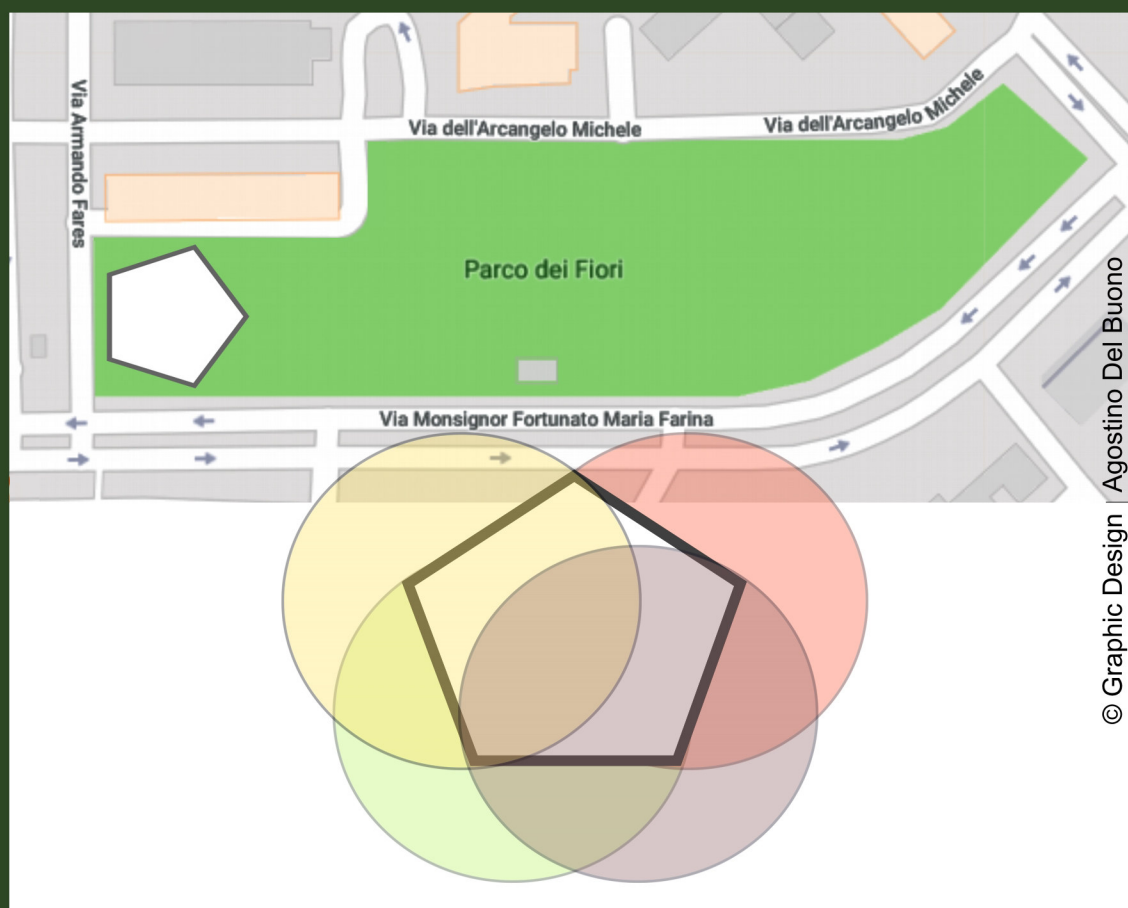 Via Armando Fares
Via dell'Arcangelo Michele
Via dell'Arcangelo Michele
Parco dei Fiori
Via Monsignor Fortunato Maria Farina
© Graphic Design | Agostino Del Buono